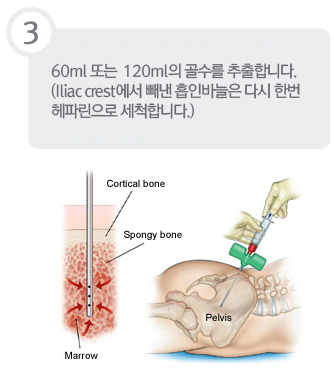 3
60ml 또는 120ml의 골수를 추출합니다.
(Iliac crest에서 빼낸 흡인바늘은 다시 한번
헤파린으로 세척합니다.)
Cortical bone
Spongy bone
Marrow
Pelvis